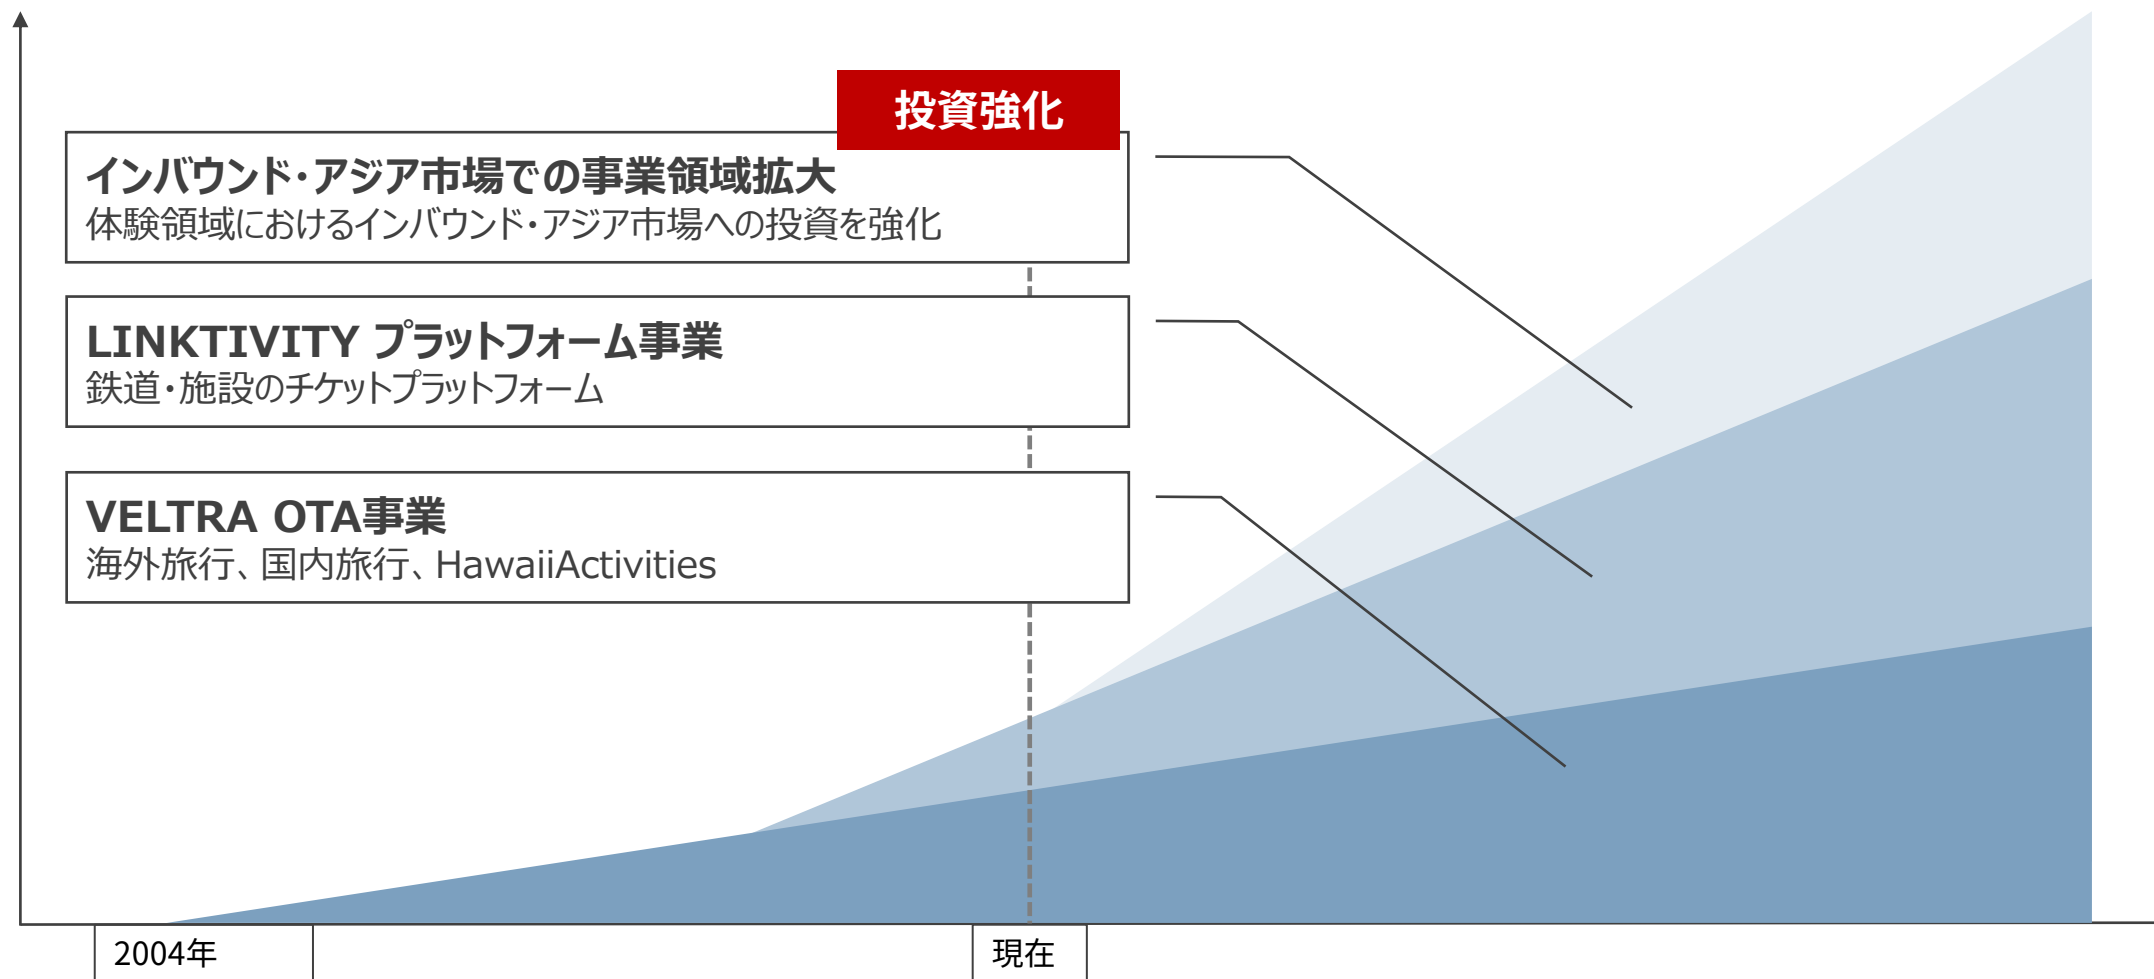 投資強化
インバウンド・アジア市場での事業領域拡大
体験領域におけるインバウンド・アジア市場への投資を強化
LINKTIVITY プラットフォーム事業
鉄道・施設のチケットプラットフォーム
VELTRA OTA事業
海外旅行、国内旅行、HawaiiActivities
2004年
現在